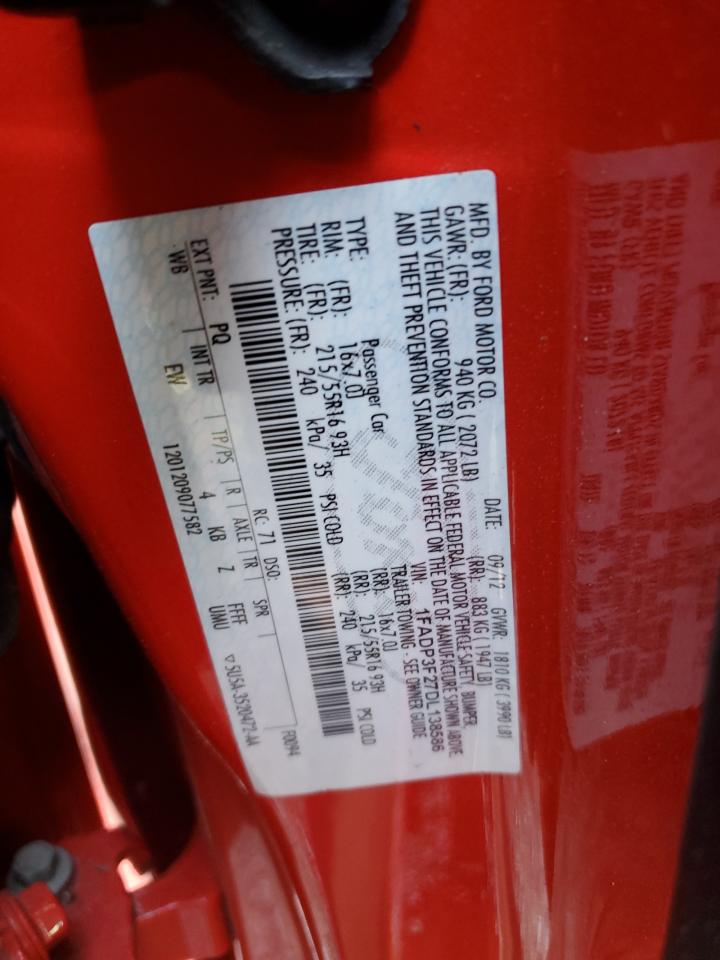 MFD. BY FORD MOTOR CO.
DATE: 09/12 GVWR: 1810 KG ( 3990 LB)
GAWR: (FR): 940 KG ( 2072 LB) (RR): 883 KG ( 1947 LB)
THIS VEHICLE CONFORMS TO ALL APPLICABLE FEDERAL MOTOR VEHICLE SAFETY, BUMPER,
AND THEFT PREVENTION STANDARDS IN EFFECT ON THE DATE OF MANUFACTURE SHOWN ABOVE.
VIN: 1FADP3F27DL138586
TYPE: Passenger Car TRAILER TOWING - SEE OWNER GUIDE
RIM: (FR): 16x7.0J (RR): 16x7.0J
TIRE: (FR): 215/55R16 93H (RR): 215/55R16 93H
PRESSURE: (FR): 240 kPa/ 35 PSI COLD (RR): 240 kPa/ 35 PSI COLD
F0094
EXT PNT: PQ RC: 71 DSO:
WB INT TR TP/PS R AXLE TR SPR
EW 4 KB Z FFFF
1201209077582 UMU
5U5A-3520472-AA